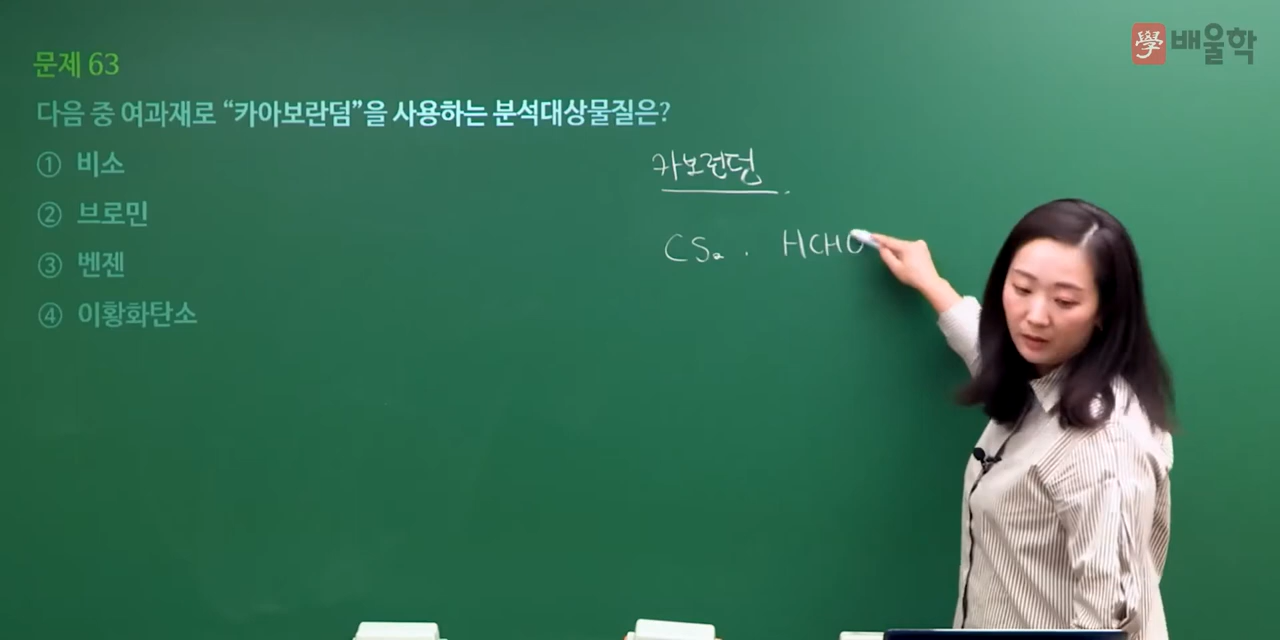 學 배울학
문제 63
다음 중 여과재로 “카아보란덤”을 사용하는 분석대상물질은?
① 비소
② 브로민
③ 벤젠
④ 이황화탄소
카보런덤
CS₂ . HCHO